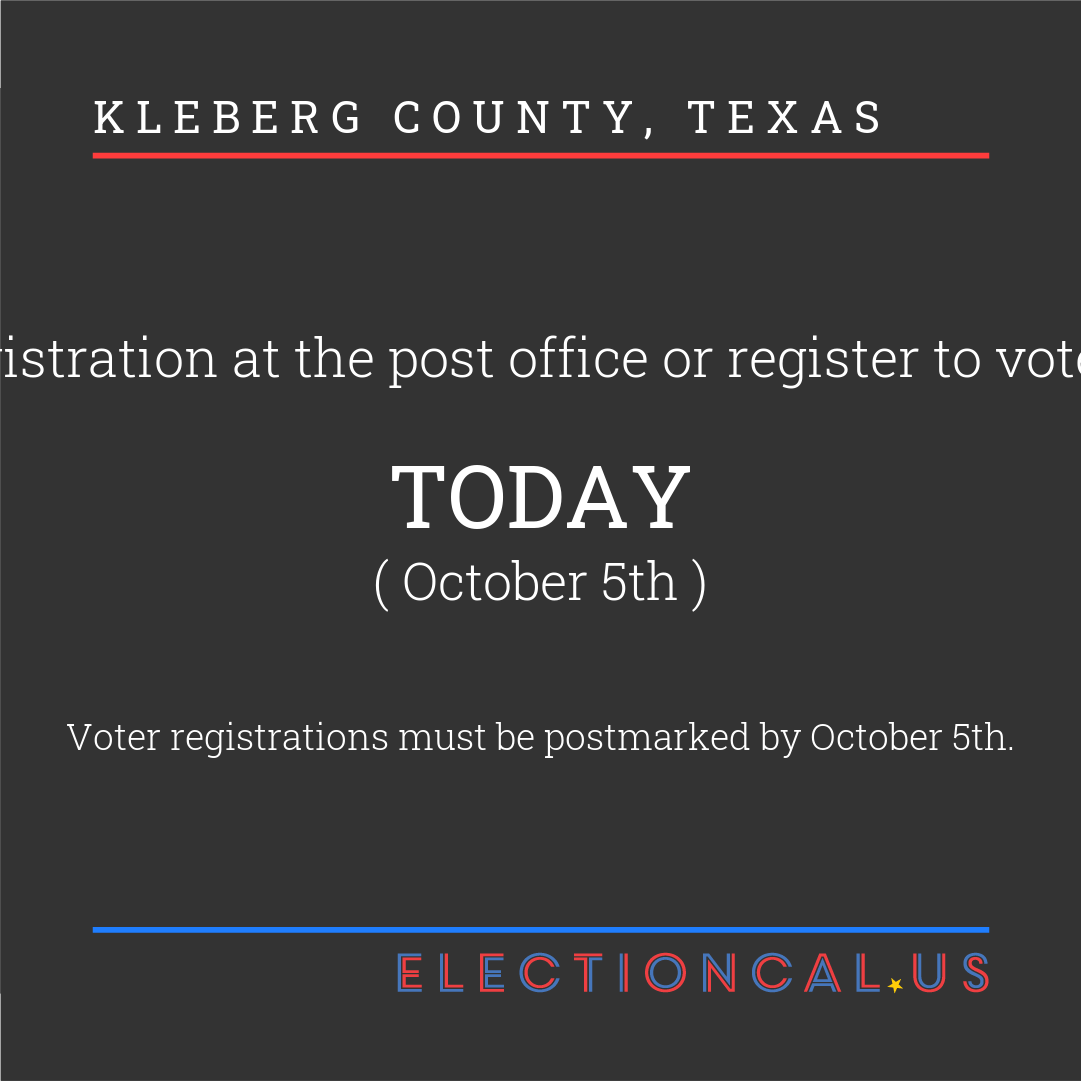 KLEBERG COUNTY, TEXAS
istration at the post office or register to vote
TODAY
( October 5th )
Voter registrations must be postmarked by October 5th.
ELECTIONCAL.US